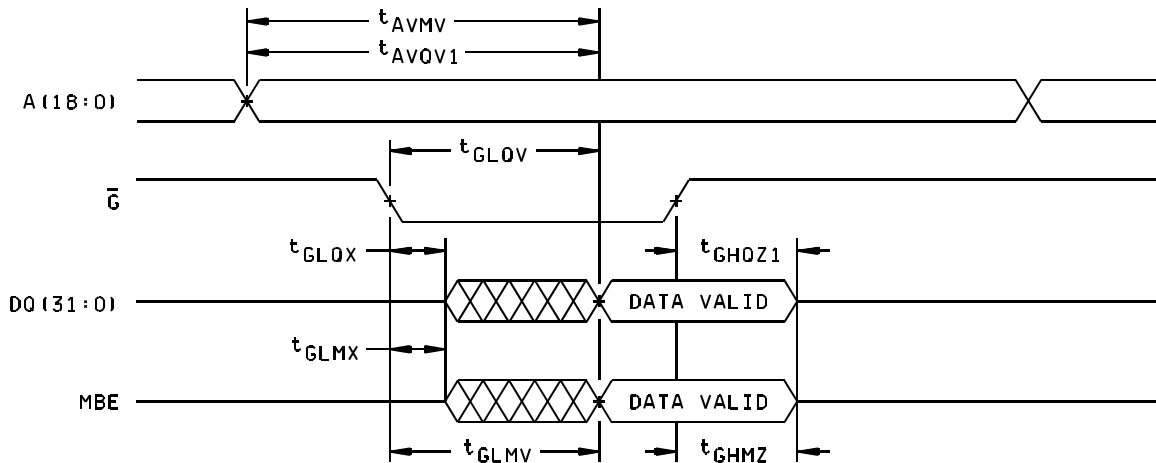 tAVMV
tAVQV1
A(18:0)
tGLQV
G̅
tGLQX
tGHQZ1
DQ(31:0)
DATA VALID
tGLMX
MBE
DATA VALID
tGLMV
tGHMZ